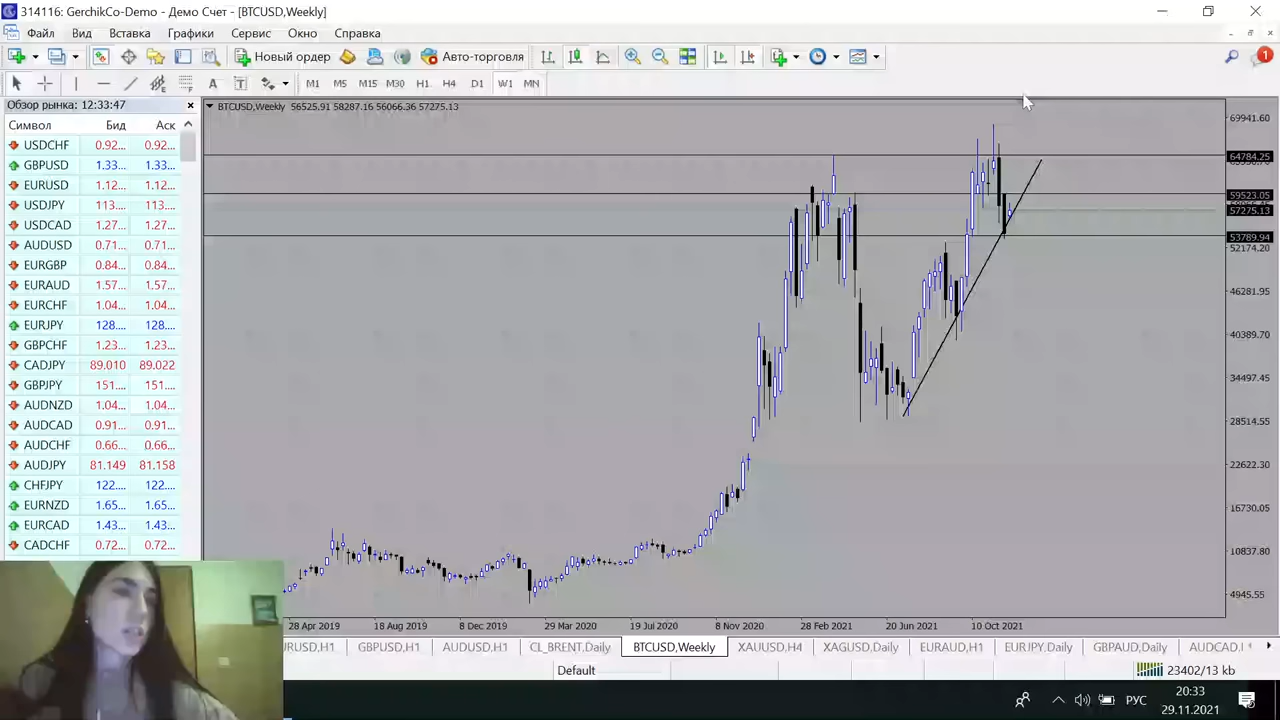 314116: GerchikCo-Demo - Демо Счет - [BTCUSD,Weekly]
Файл Вид Вставка Графики Сервис Окно Справка
Новый ордер Авто-торговля 1
A T M1 M5 M15 M30 H1 H4 D1 W1 MN
Обзор рынка: 12:33:47
Символ Бид Аск
USDCHF 0.92... 0.92...
GBPUSD 1.33... 1.33...
EURUSD 1.12... 1.12...
USDJPY 113.... 113....
USDCAD 1.27... 1.27...
AUDUSD 0.71... 0.71...
EURGBP 0.84... 0.84...
EURAUD 1.57... 1.57...
EURCHF 1.04... 1.04...
EURJPY 128.... 128....
GBPCHF 1.23... 1.23...
CADJPY 89.010 89.022
GBPJPY 151.... 151....
AUDNZD 1.04... 1.04...
AUDCAD 0.91... 0.91...
AUDCHF 0.66... 0.66...
AUDJPY 81.149 81.158
CHFJPY 122.... 122....
EURNZD 1.65... 1.65...
EURCAD 1.43... 1.43...
CADCHF 0.72... 0.72...
BTCUSD,Weekly 56525.91 58287.16 56066.36 57275.13
69941.60
64784.25
59523.05
57275.13
53789.94
52174.20
46281.95
40389.70
34497.45
28514.55
22622.30
16730.05
10837.80
4945.55
28 Apr 2019 18 Aug 2019 8 Dec 2019 29 Mar 2020 19 Jul 2020 8 Nov 2020 28 Feb 2021 20 Jun 2021 10 Oct 2021
URUSD,H1 GBPUSD,H1 AUDUSD,H1 CL_BRENT.Daily BTCUSD,Weekly XAUUSD,H4 XAGUSD.Daily EURAUD,H1 EURJPY.Daily GBPAUD,Daily AUDCAD,
Default 23402/13 kb
РУС
20:33
29.11.2021